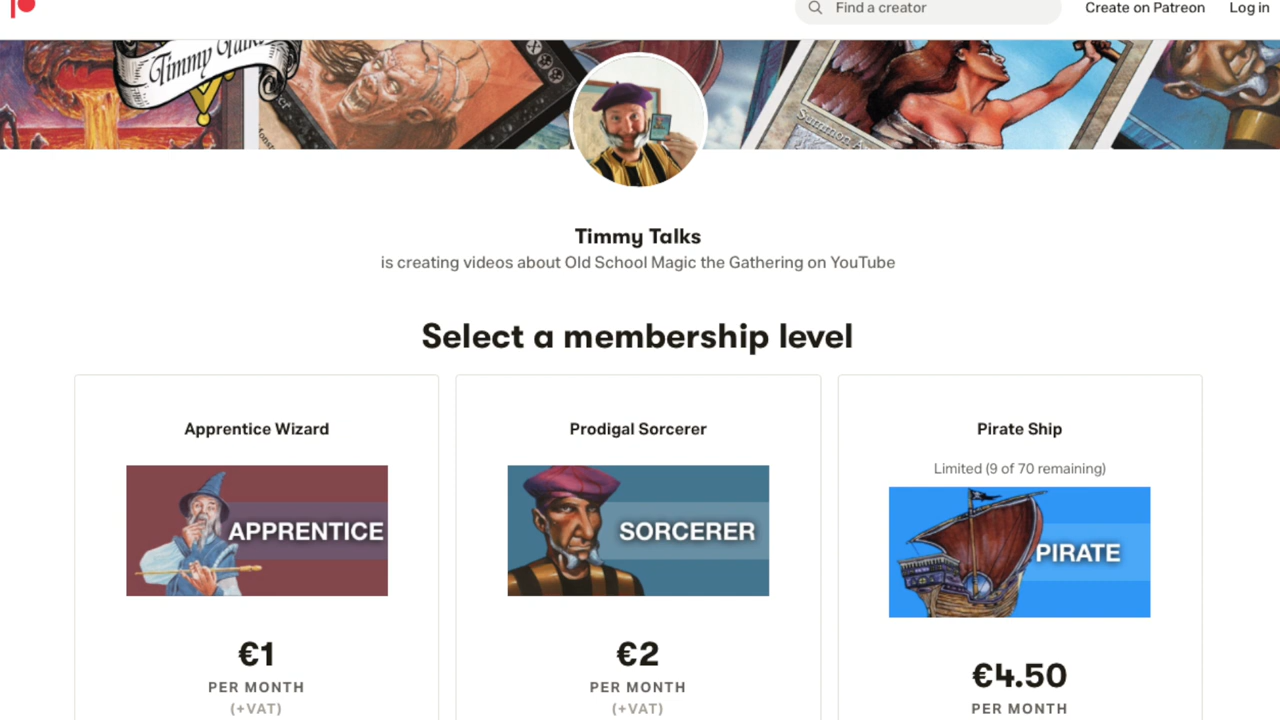 Find a creator
Create on Patreon
Log in
Timmy Talks
Summon A
Timmy Talks
is creating videos about Old School Magic the Gathering on YouTube
Select a membership level
Apprentice Wizard
Prodigal Sorcerer
Pirate Ship
Limited (9 of 70 remaining)
APPRENTICE
SORCERER
PIRATE
€1
€2
€4.50
PER MONTH
PER MONTH
PER MONTH
(+VAT)
(+VAT)